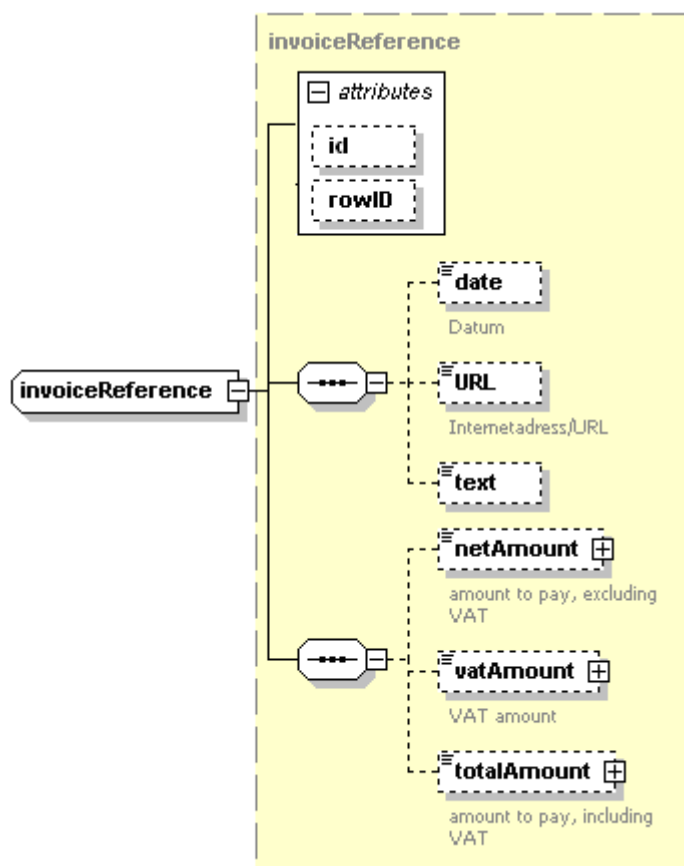 invoiceReference
attributes
id
rowID
date
Datum
invoiceReference
URL
Internetadress/URL
text
netAmount
amount to pay, excluding
VAT
vatAmount
VAT amount
totalAmount
amount to pay, including
VAT